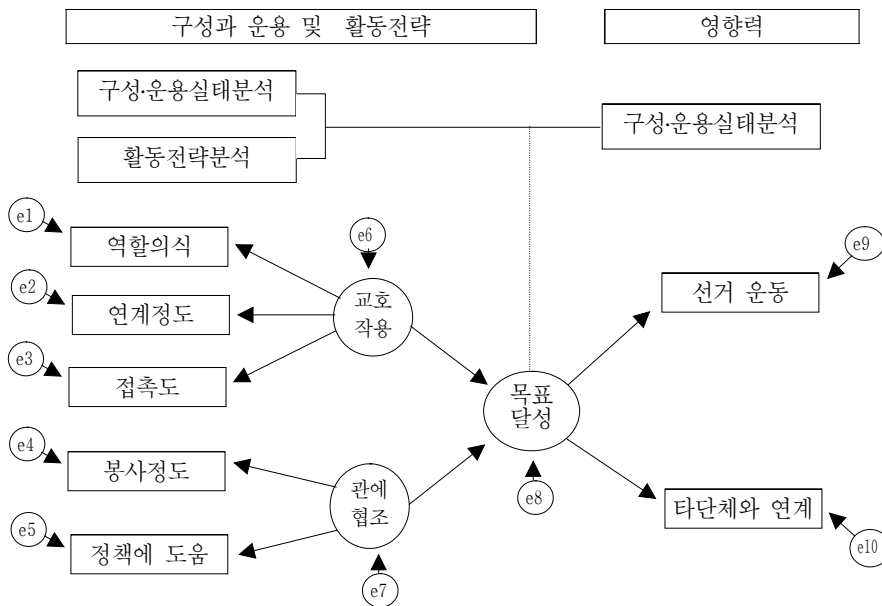 구성과 운용 및 활동전략
영향력
구성·운용실태분석
구성·운용실태분석
활동전략분석
e1
역할의식
e6
e9
e2
연계정도
교호
작용
선거 운동
e3
접촉도
목표
달성
e4
봉사정도
관에
협조
e8
타단체와 연계
e5
정책에 도움
e10
e7